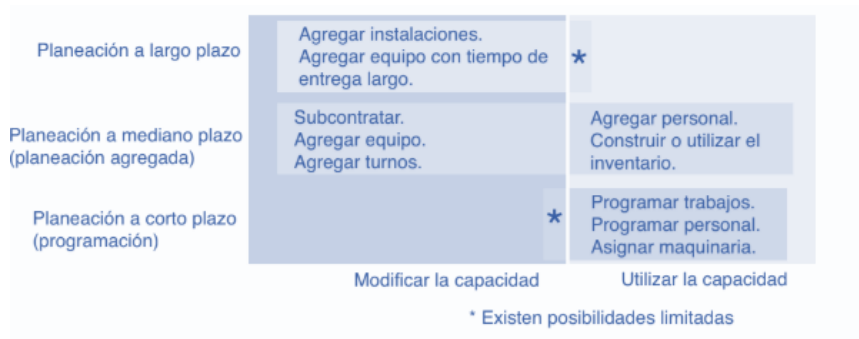 Planeación a largo plazo
Agregar instalaciones.
Agregar equipo con tiempo de
entrega largo.
*
Planeación a mediano plazo
(planeación agregada)
Subcontratar.
Agregar equipo.
Agregar turnos.
Agregar personal.
Construir o utilizar el
inventario.
Planeación a corto plazo
(programación)
*
Programar trabajos.
Programar personal.
Asignar maquinaria.
Modificar la capacidad
Utilizar la capacidad
* Existen posibilidades limitadas